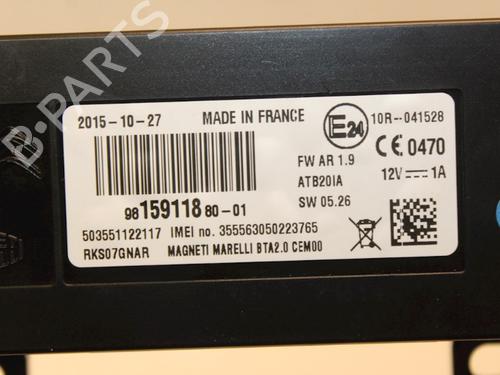 B-PARTS
2015-10-27 MADE IN FRANCE
E24 10R--041528
FW AR 1.9 CE 0470
ATB20IA 12V 1A
98 159118 80-01 SW 05.26
503551122117 IMEI no. 355563050223765
RKS07GNAR MAGNETI MARELLI BTA2.0 CEM00